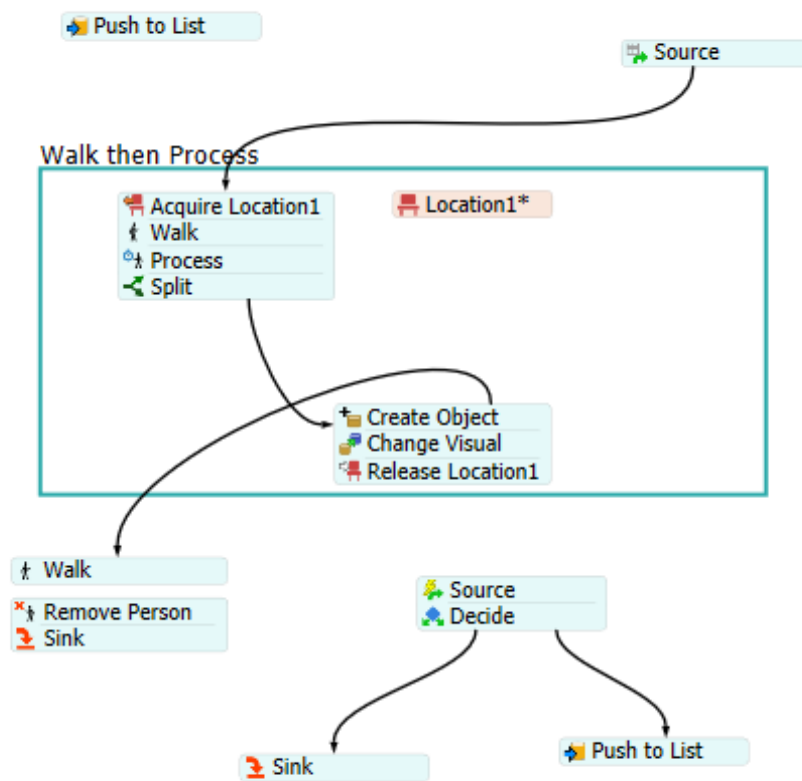 Push to List
Source
Walk then Process
Acquire Location1
Location1*
Walk
Process
Split
Create Object
Change Visual
Release Location1
Walk
Remove Person
Sink
Source
Decide
Sink
Push to List